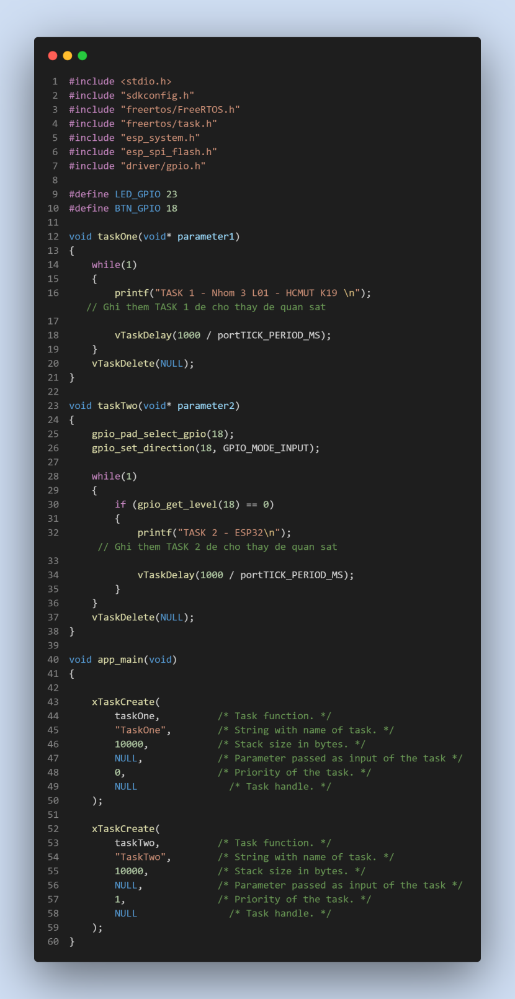 1 #include <stdio.h>
2 #include "sdkconfig.h"
3 #include "freertos/FreeRTOS.h"
4 #include "freertos/task.h"
5 #include "esp_system.h"
6 #include "esp_spi_flash.h"
7 #include "driver/gpio.h"
8
9 #define LED_GPIO 23
10 #define BTN_GPIO 18
11
12 void taskOne(void* parameter1)
13 {
14     while(1)
15     {
16         printf("TASK 1 - Nhom 3 L01 - HCMUT K19 \n");
   // Ghi them TASK 1 de cho thay de quan sat
17
18         vTaskDelay(1000 / portTICK_PERIOD_MS);
19     }
20     vTaskDelete(NULL);
21 }
22
23 void taskTwo(void* parameter2)
24 {
25     gpio_pad_select_gpio(18);
26     gpio_set_direction(18, GPIO_MODE_INPUT);
27
28     while(1)
29     {
30         if (gpio_get_level(18) == 0)
31         {
32             printf("TASK 2 - ESP32\n");
     // Ghi them TASK 2 de cho thay de quan sat
33
34             vTaskDelay(1000 / portTICK_PERIOD_MS);
35         }
36     }
37     vTaskDelete(NULL);
38 }
39
40 void app_main(void)
41 {
42
43     xTaskCreate(
44         taskOne,          /* Task function. */
45         "TaskOne",        /* String with name of task. */
46         10000,            /* Stack size in bytes. */
47         NULL,             /* Parameter passed as input of the task */
48         0,                /* Priority of the task. */
49         NULL                /* Task handle. */
50     );
51
52     xTaskCreate(
53         taskTwo,          /* Task function. */
54         "TaskTwo",        /* String with name of task. */
55         10000,            /* Stack size in bytes. */
56         NULL,             /* Parameter passed as input of the task */
57         1,                /* Priority of the task. */
58         NULL                /* Task handle. */
59     );
60 }